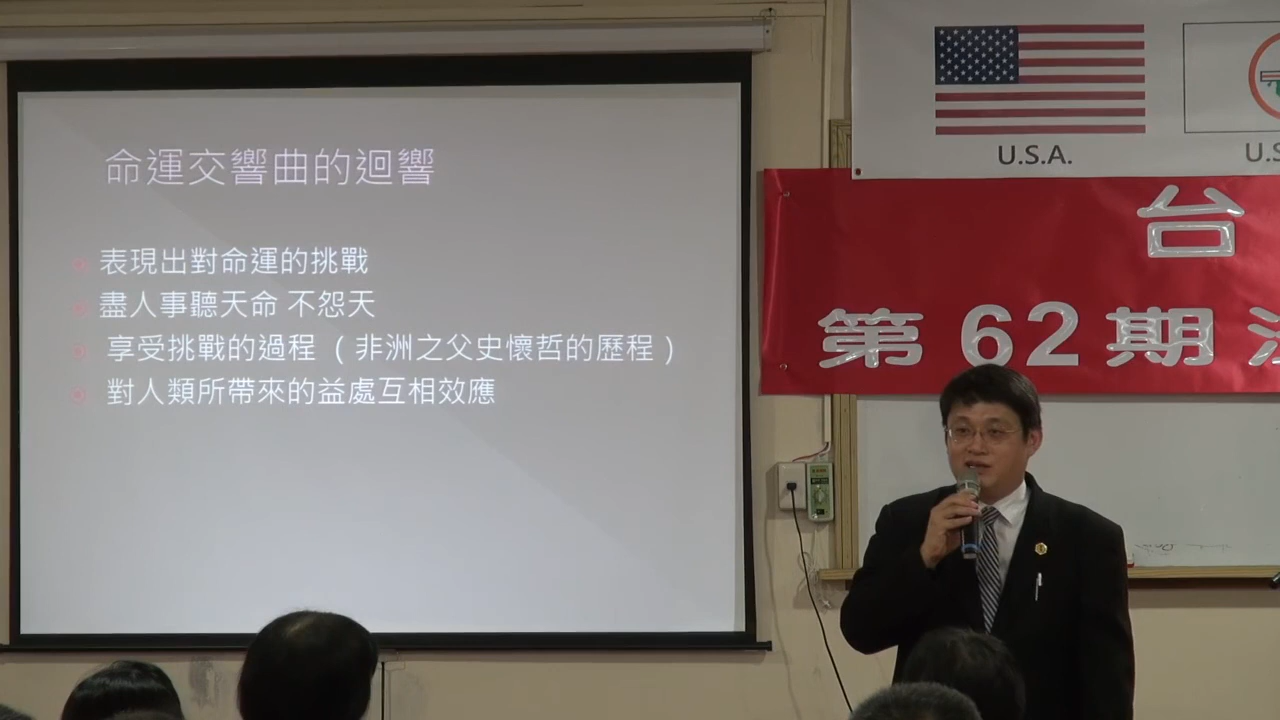 命運交響曲的迴響
表現出對命運的挑戰
盡人事聽天命 不怨天
享受挑戰的過程 (非洲之父史懷哲的歷程)
對人類所帶來的益處互相效應
U.S.A.
U.S
台
第 62 期